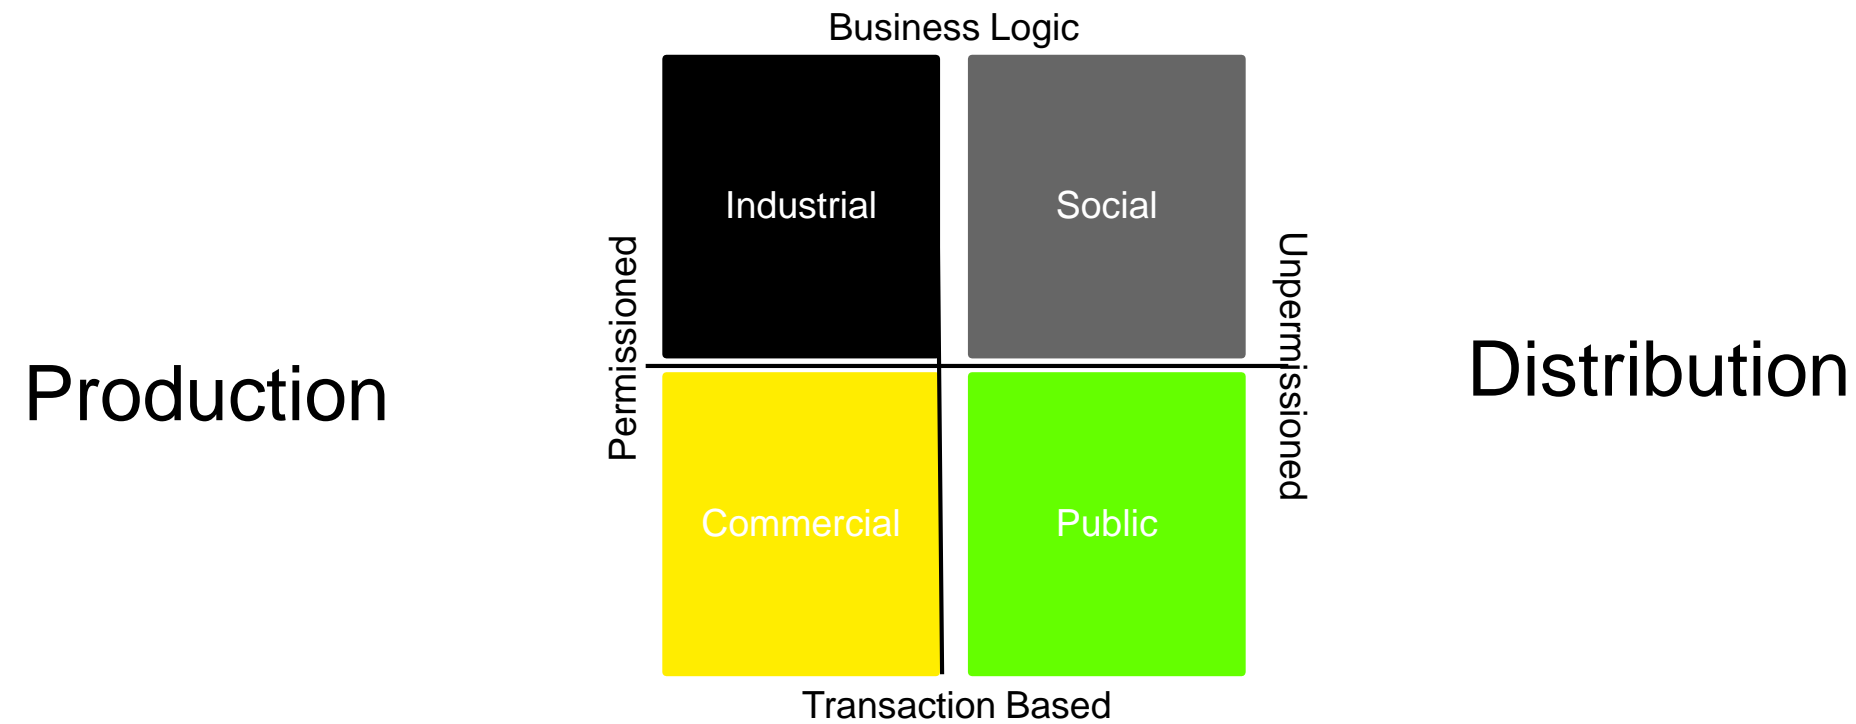 Business Logic
Industrial
Social
Permissioned
Unpermissioned
Production
Distribution
Commercial
Public
Transaction Based